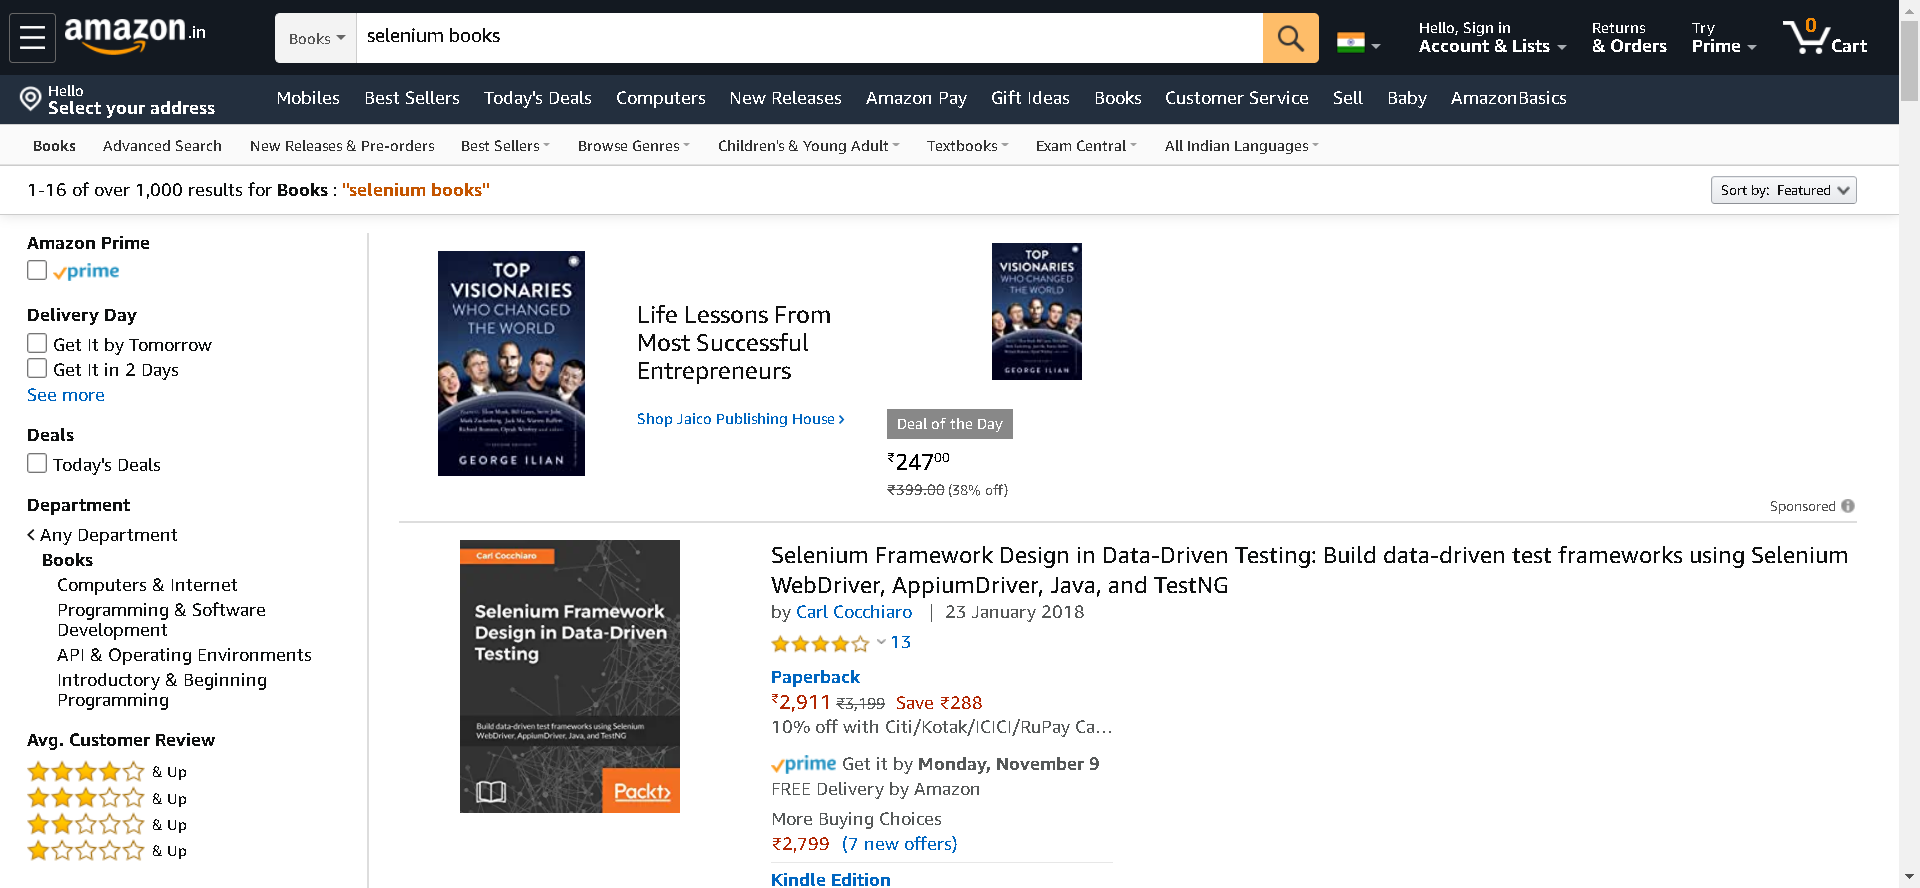 amazon.in
Books
selenium books
Hello, Sign in
Account & Lists
Returns
& Orders
Try
Prime
0
Cart
Hello
Select your address
Mobiles
Best Sellers
Today's Deals
Computers
New Releases
Amazon Pay
Gift Ideas
Books
Customer Service
Sell
Baby
AmazonBasics
Books
Advanced Search
New Releases & Pre-orders
Best Sellers
Browse Genres
Children's & Young Adult
Textbooks
Exam Central
All Indian Languages
1-16 of over 1,000 results for Books : "selenium books"
Sort by: Featured
Amazon Prime
prime
Delivery Day
Get It by Tomorrow
Get It in 2 Days
See more
Deals
Today's Deals
Department
Any Department
Books
Computers & Internet
Programming & Software
Development
API & Operating Environments
Introductory & Beginning
Programming
Avg. Customer Review
& Up
& Up
& Up
& Up
TOP
VISIONARIES
WHO CHANGED
THE WORLD
GEORGE ILIAN
Life Lessons From
Most Successful
Entrepreneurs
Shop Jaico Publishing House
TOP
VISIONARIES
WHO CHANGED
THE WORLD
GEORGE ILIAN
Deal of the Day
₹24700
₹399.00 (38% off)
Sponsored
Carl Cocchiaro
Selenium Framework
Design in Data-Driven
Testing
Build data-driven test frameworks using Selenium
WebDriver, AppiumDriver, Java, and TestNG
Packt
Selenium Framework Design in Data-Driven Testing: Build data-driven test frameworks using Selenium
WebDriver, AppiumDriver, Java, and TestNG
by Carl Cocchiaro | 23 January 2018
13
Paperback
₹2,911 ₹3,199 Save ₹288
10% off with Citi/Kotak/ICICI/RuPay Ca…
prime Get it by Monday, November 9
FREE Delivery by Amazon
More Buying Choices
₹2,799 (7 new offers)
Kindle Edition